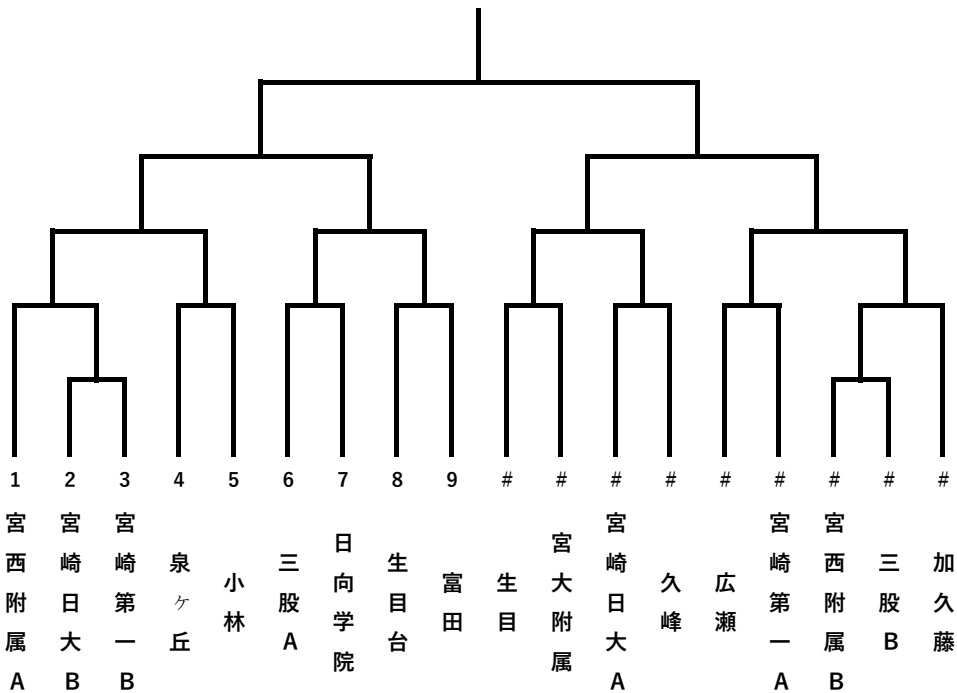 1 2 3 4 5 6 7 8 9 # # # # # # # # #
宮西附属A
宮崎日大B
宮崎第一B
泉ヶ丘
小林
三股A
日向学院
生目台
富田
生目
宮大附属
宮崎日大A
久峰
広瀬
宮崎第一A
宮西附属B
三股B
加久藤